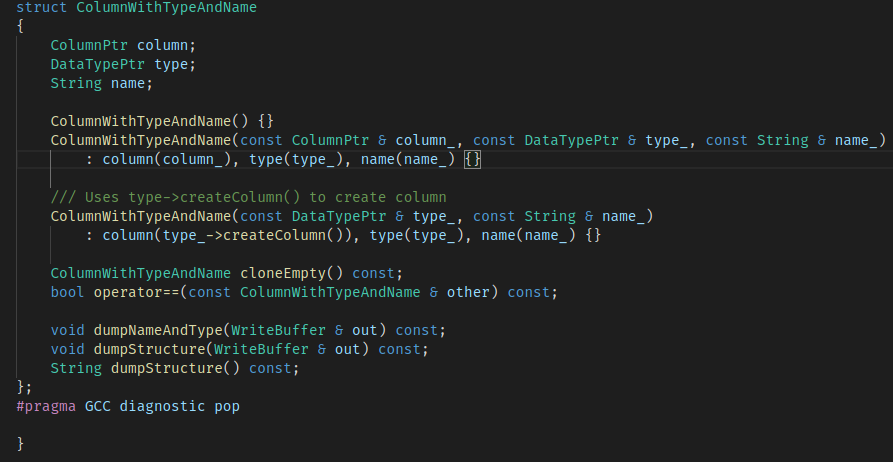 struct ColumnWithTypeAndName
{
    ColumnPtr column;
    DataTypePtr type;
    String name;

    ColumnWithTypeAndName() {}
    ColumnWithTypeAndName(const ColumnPtr & column_, const DataTypePtr & type_, const String & name_)
        : column(column_), type(type_), name(name_) {}

    /// Uses type->createColumn() to create column
    ColumnWithTypeAndName(const DataTypePtr & type_, const String & name_)
        : column(type_->createColumn()), type(type_), name(name_) {}

    ColumnWithTypeAndName cloneEmpty() const;
    bool operator==(const ColumnWithTypeAndName & other) const;

    void dumpNameAndType(WriteBuffer & out) const;
    void dumpStructure(WriteBuffer & out) const;
    String dumpStructure() const;
};
#pragma GCC diagnostic pop

}